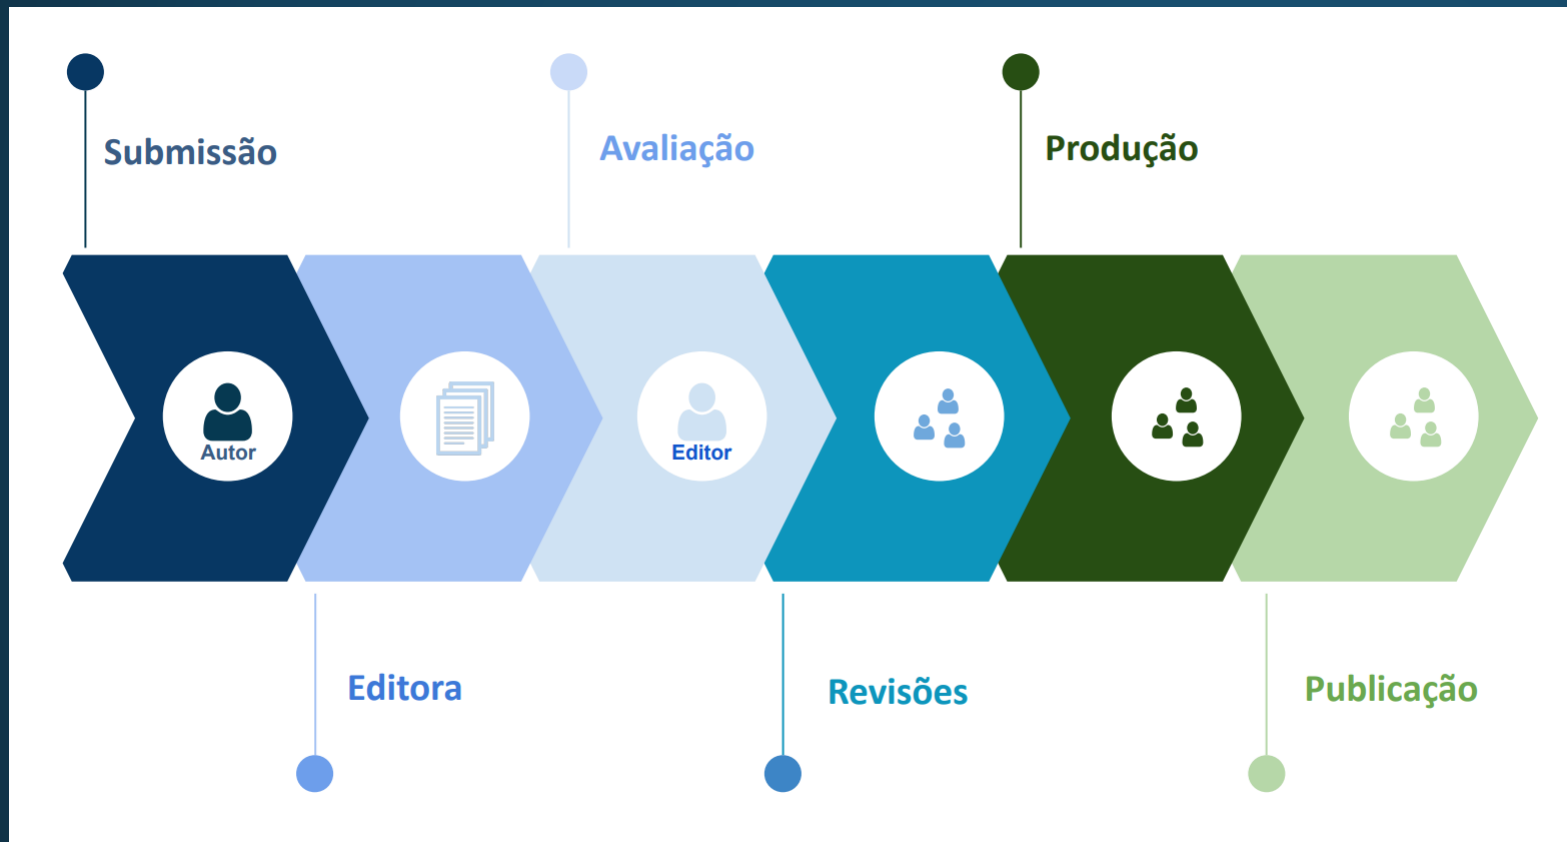 Submissão
Avaliação
Produção
Autor
Editor
Editora
Revisões
Publicação